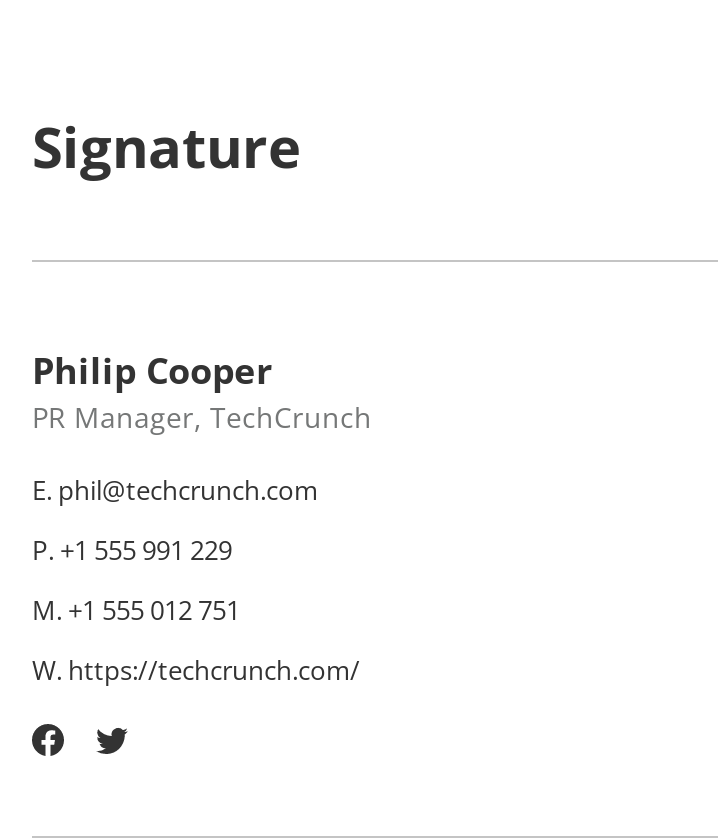 Signature
Philip Cooper
PR Manager, TechCrunch
E. phil@techcrunch.com
P. +1 555 991 229
M. +1 555 012 751
W. https://techcrunch.com/